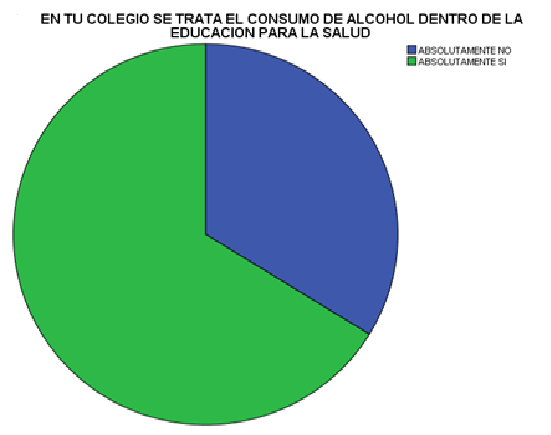 EN TU COLEGIO SE TRATA EL CONSUMO DE ALCOHOL DENTRO DE LA
EDUCACION PARA LA SALUD
ABSOLUTAMENTE NO
ABSOLUTAMENTE SI